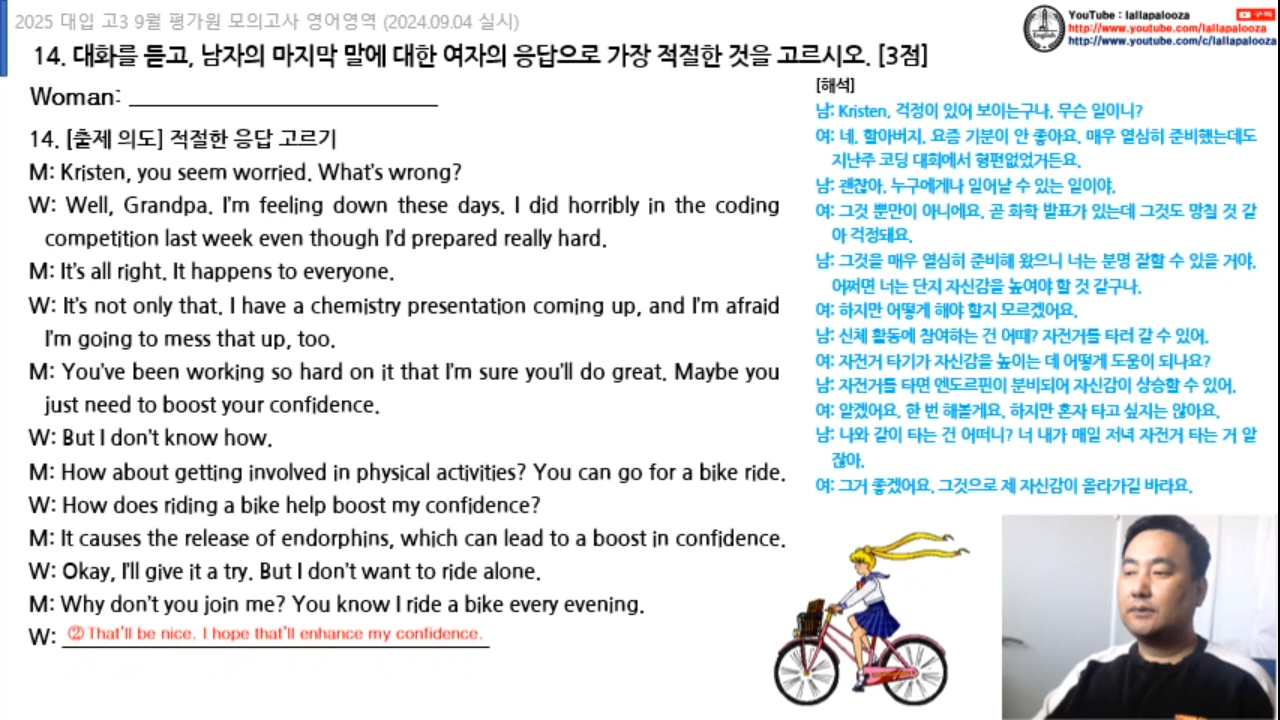 2025 대입 고3 9월 평가원 모의고사 영어영역 (2024.09.04 실시)
YouTube : lallapalooza
구독
http://www.youtube.com/lallapalooza
http://www.youtube.com/c/lallapalooza
14. 대화를 듣고, 남자의 마지막 말에 대한 여자의 응답으로 가장 적절한 것을 고르시오. [3점]
Woman:
14. [출제 의도] 적절한 응답 고르기
M: Kristen, you seem worried. What's wrong?
W: Well, Grandpa. I'm feeling down these days. I did horribly in the coding
competition last week even though I'd prepared really hard.
M: It's all right. It happens to everyone.
W: It's not only that. I have a chemistry presentation coming up, and I'm afraid
I'm going to mess that up, too.
M: You've been working so hard on it that I'm sure you'll do great. Maybe you
just need to boost your confidence.
W: But I don't know how.
M: How about getting involved in physical activities? You can go for a bike ride.
W: How does riding a bike help boost my confidence?
M: It causes the release of endorphins, which can lead to a boost in confidence.
W: Okay, I'll give it a try. But I don't want to ride alone.
M: Why don't you join me? You know I ride a bike every evening.
W: ② That'll be nice. I hope that'll enhance my confidence.
[해석]
남: Kristen, 걱정이 있어 보이는구나. 무슨 일이니?
여: 네, 할아버지. 요즘 기분이 안 좋아요. 매우 열심히 준비했는데도
지난주 코딩 대회에서 형편없었거든요.
남: 괜찮아. 누구에게나 일어날 수 있는 일이야.
여: 그것 뿐만이 아니에요. 곧 화학 발표가 있는데 그것도 망칠 것 같
아 걱정돼요.
남: 그것을 매우 열심히 준비해 왔으니 너는 분명 잘할 수 있을 거야.
어쩌면 너는 단지 자신감을 높여야 할 것 같구나.
여: 하지만 어떻게 해야 할지 모르겠어요.
남: 신체 활동에 참여하는 건 어때? 자전거를 타러 갈 수 있어.
여: 자전거 타기가 자신감을 높이는 데 어떻게 도움이 되나요?
남: 자전거를 타면 엔도르핀이 분비되어 자신감이 상승할 수 있어.
여: 알겠어요. 한 번 해볼게요. 하지만 혼자 타고 싶지는 않아요.
남: 나와 같이 타는 건 어떠니? 너 내가 매일 저녁 자전거 타는 거 알
잖아.
여: 그거 좋겠어요. 그것으로 제 자신감이 올라가길 바라요.